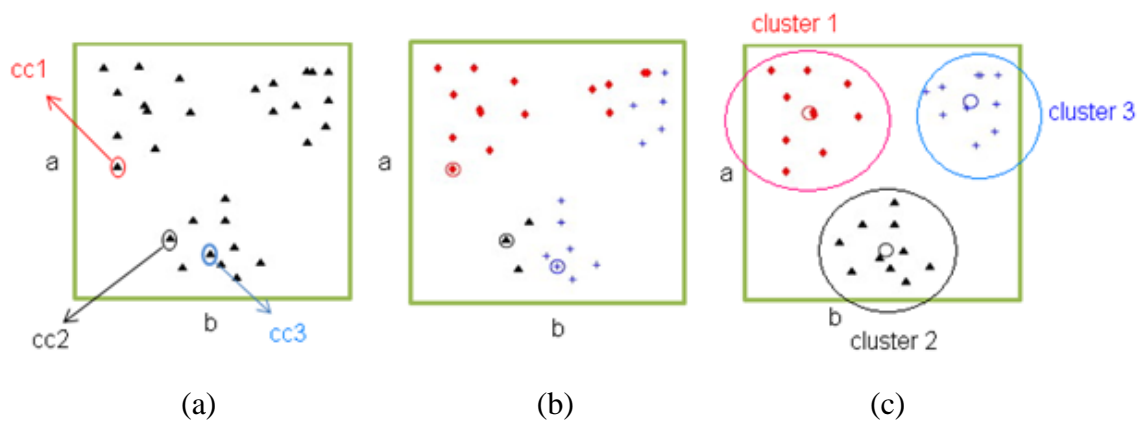 cc1
a
b
cc2
cc3
(a)
a
b
(b)
cluster 1
cluster 3
a
b
cluster 2
(c)